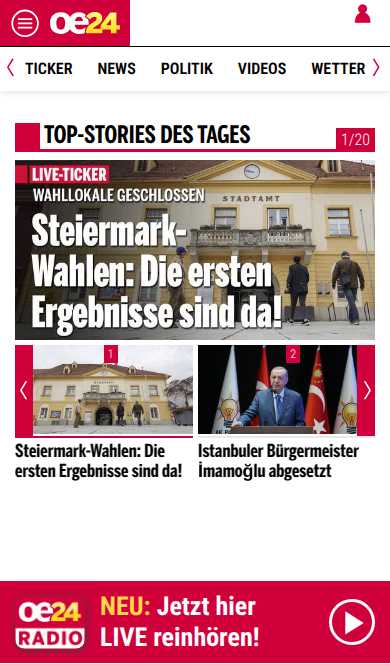 oe24
TICKER NEWS POLITIK VIDEOS WETTER
TOP-STORIES DES TAGES
1/20
LIVE-TICKER
WAHLLOKALE GESCHLOSSEN
STADTAMT
Steiermark-
Wahlen: Die ersten
Ergebnisse sind da!
1
2
Steiermark-Wahlen: Die
ersten Ergebnisse sind da!
Istanbuler Bürgermeister
İmamoğlu abgesetzt
oe24
RADIO
NEU: Jetzt hier
LIVE reinhören!